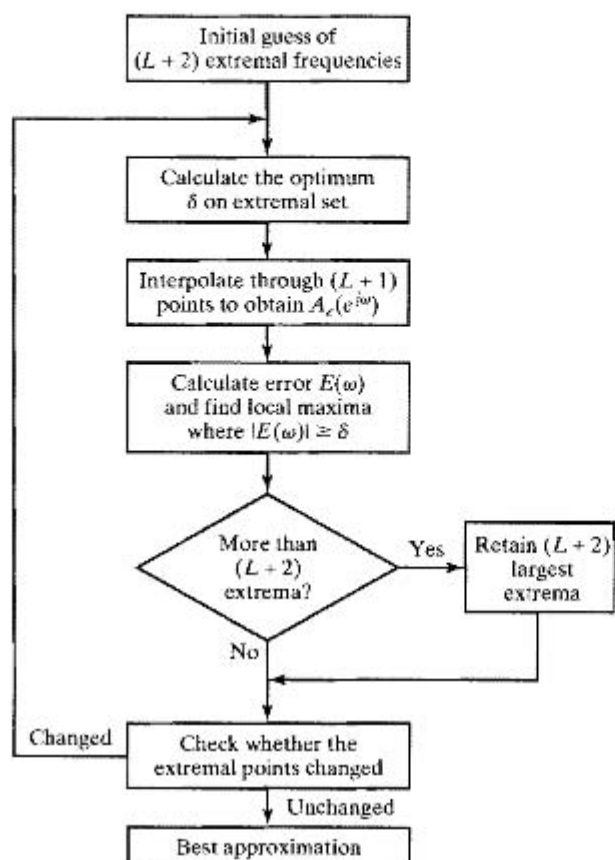 Initial guess of
(L + 2) extremal frequencies
Calculate the optimum
δ on extremal set
Interpolate through (L + 1)
points to obtain A_e(e^{jω})
Calculate error E(ω)
and find local maxima
where |E(ω)| ≥ δ
More than
(L + 2)
extrema?
Yes
Retain (L + 2)
largest
extrema
No
Changed
Check whether the
extremal points changed
Unchanged
Best approximation